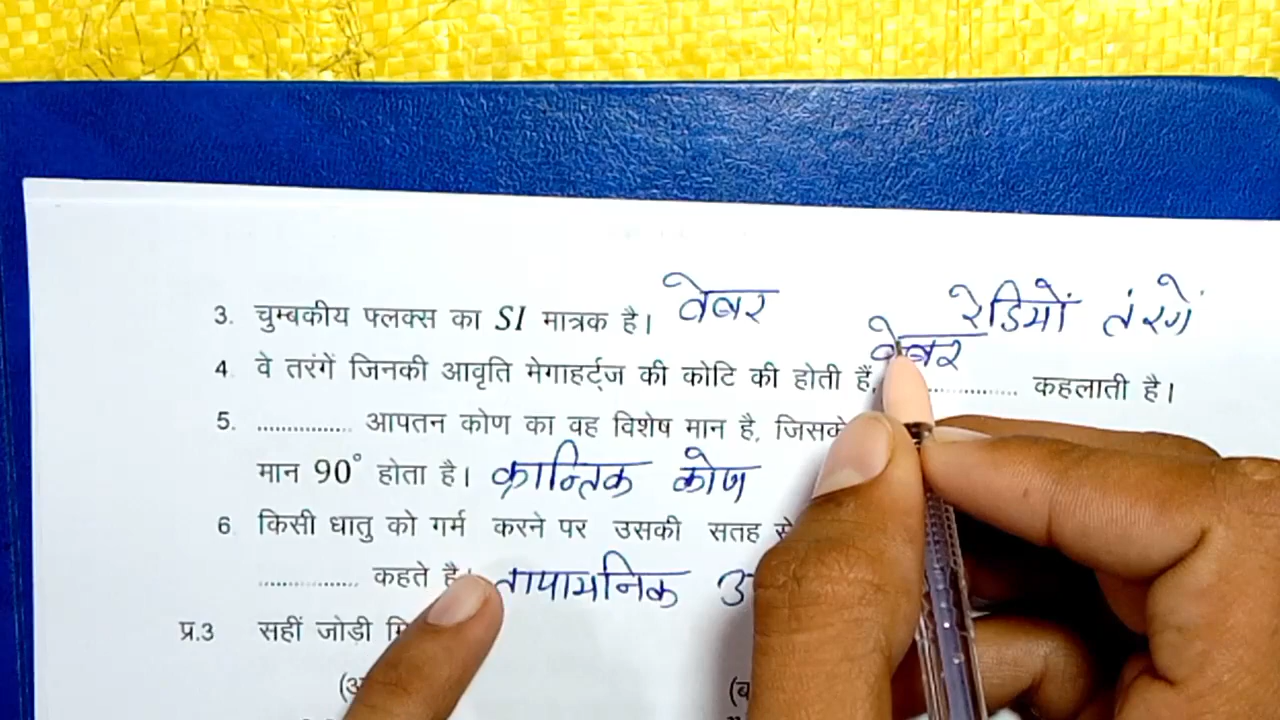 3. चुम्बकीय फ्लक्स का SI मात्रक है। वेबर
रेडियों तंरगें
वेबर
4. वे तरंगें जिनकी आवृति मेगाहर्ट्ज की कोटि की होती हैं, ............. कहलाती है।
5. ................ आपतन कोण का वह विशेष मान है, जिसके
मान 90° होता है। क्रान्तिक कोण
6. किसी धातु को गर्म करने पर उसकी सतह से
................ कहते है। तापायनिक
प्र.3 सहीं जोड़ी